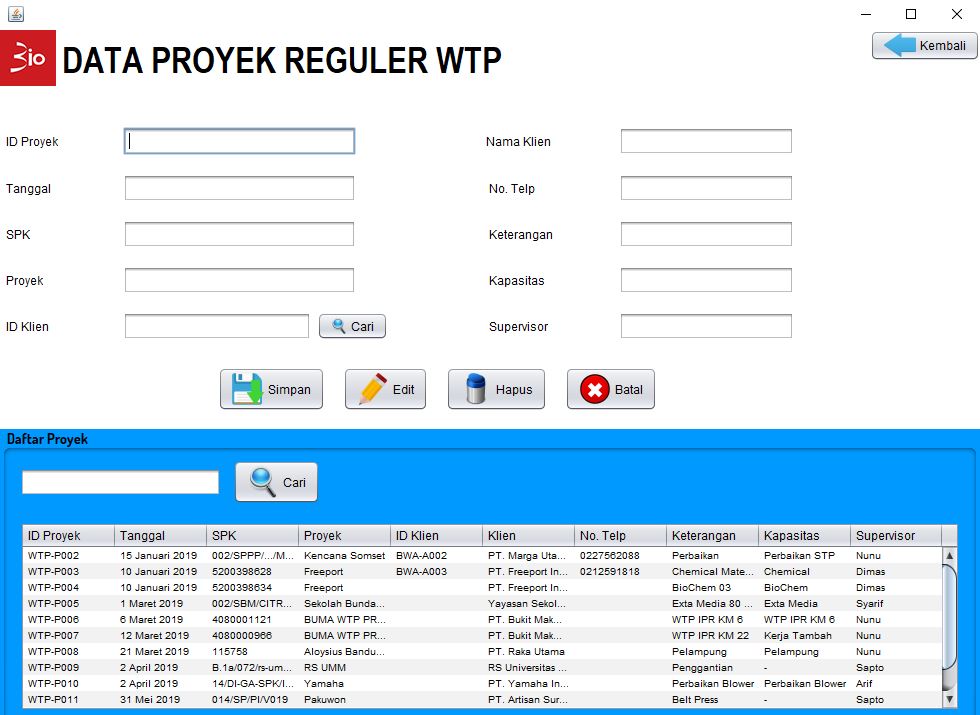 3io DATA PROYEK REGULER WTP
Kembali
ID Proyek Nama Klien
Tanggal No. Telp
SPK Keterangan
Proyek Kapasitas
ID Klien Cari Supervisor
Simpan Edit Hapus Batal
Daftar Proyek
Cari
ID Proyek Tanggal SPK Proyek ID Klien Klien No. Telp Keterangan Kapasitas Supervisor
WTP-P002 15 Januari 2019 002/SPPP/.../M... Kencana Somset BWA-A002 PT. Marga Uta... 0227562088 Perbaikan Perbaikan STP Nunu
WTP-P003 10 Januari 2019 5200398628 Freeport BWA-A003 PT. Freeport In... 0212591818 Chemical Mate... Chemical Dimas
WTP-P004 10 Januari 2019 5200398634 Freeport PT. Freeport In... BioChem 03 BioChem Dimas
WTP-P005 1 Maret 2019 002/SBM/CITR... Sekolah Bunda... Yayasan Sekol... Exta Media 80 ... Exta Media Syarif
WTP-P006 6 Maret 2019 4080001121 BUMA WTP PR... PT. Bukit Mak... WTP IPR KM 6 WTP IPR KM 6 Nunu
WTP-P007 12 Maret 2019 4080000966 BUMA WTP PR... PT. Bukit Mak... WTP IPR KM 22 Kerja Tambah Nunu
WTP-P008 21 Maret 2019 115758 Aloysius Bandu... PT. Raka Utama Pelampung Pelampung Nunu
WTP-P009 2 April 2019 B.1a/072/rs-um... RS UMM RS Universitas ... Penggantian - Sapto
WTP-P010 2 April 2019 14/DI-GA-SPK/I... Yamaha PT. Yamaha In... Perbaikan Blower Perbaikan Blower Arif
WTP-P011 31 Mei 2019 014/SP/PI/V019 Pakuwon PT. Artisan Sur... Belt Press - Sapto